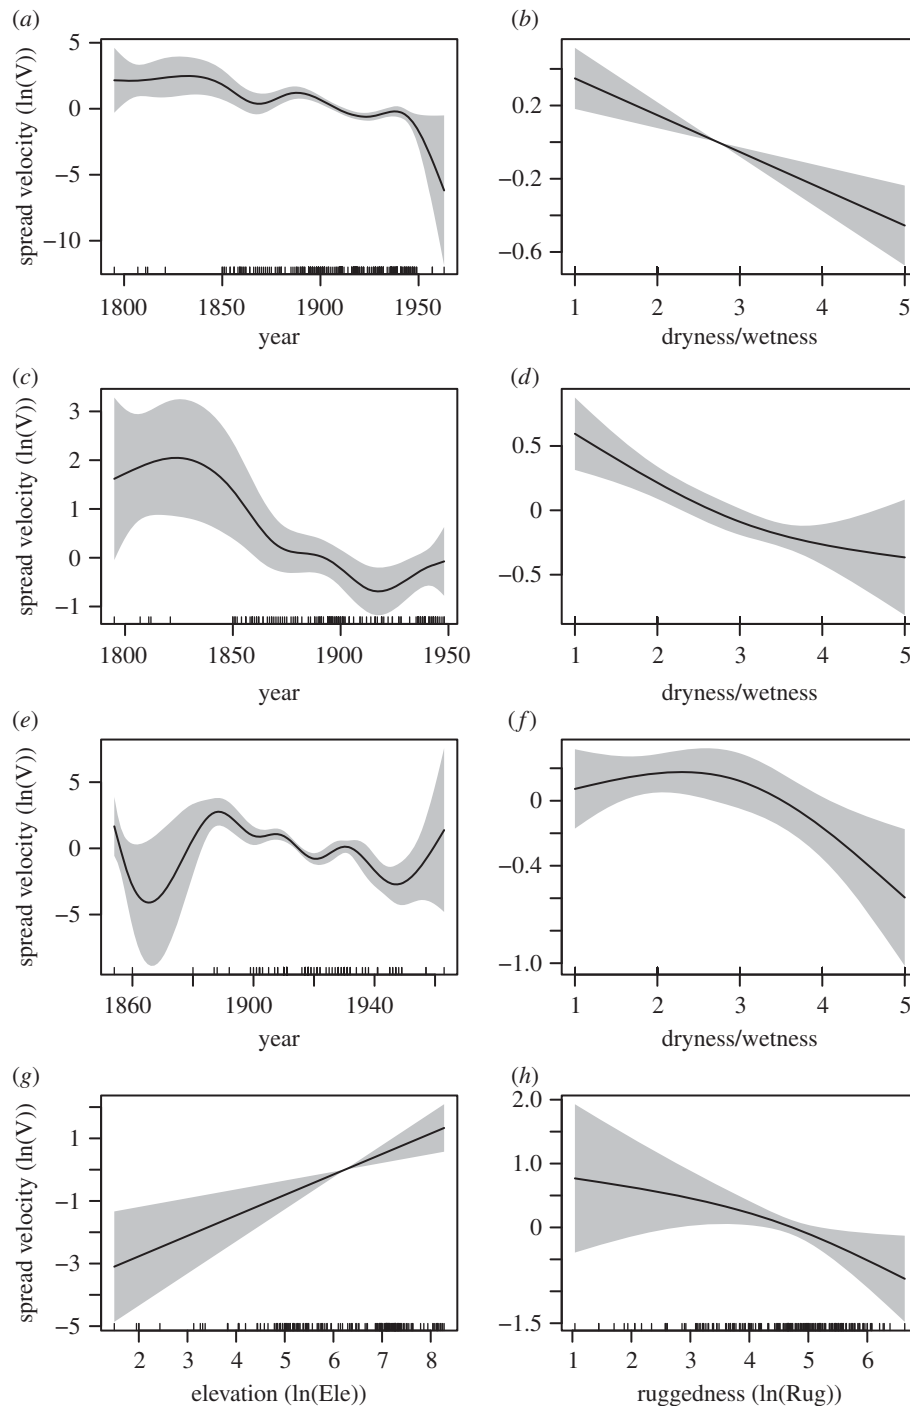 (a) (b)
spread velocity (ln(V))
5
0
−5
−10
1800 1850 1900 1950
year
0.2
−0.2
−0.6
1 2 3 4 5
dryness/wetness
(c) (d)
spread velocity (ln(V))
3
2
1
0
−1
1800 1850 1900 1950
year
0.5
0
−0.5
1 2 3 4 5
dryness/wetness
(e) (f)
spread velocity (ln(V))
5
0
−5
1860 1900 1940
year
0
−0.4
−1.0
1 2 3 4 5
dryness/wetness
(g) (h)
spread velocity (ln(V))
1
−1
−3
−5
2 3 4 5 6 7 8
elevation (ln(Ele))
2.0
1.0
0
−1.5
1 2 3 4 5 6
ruggedness (ln(Rug))